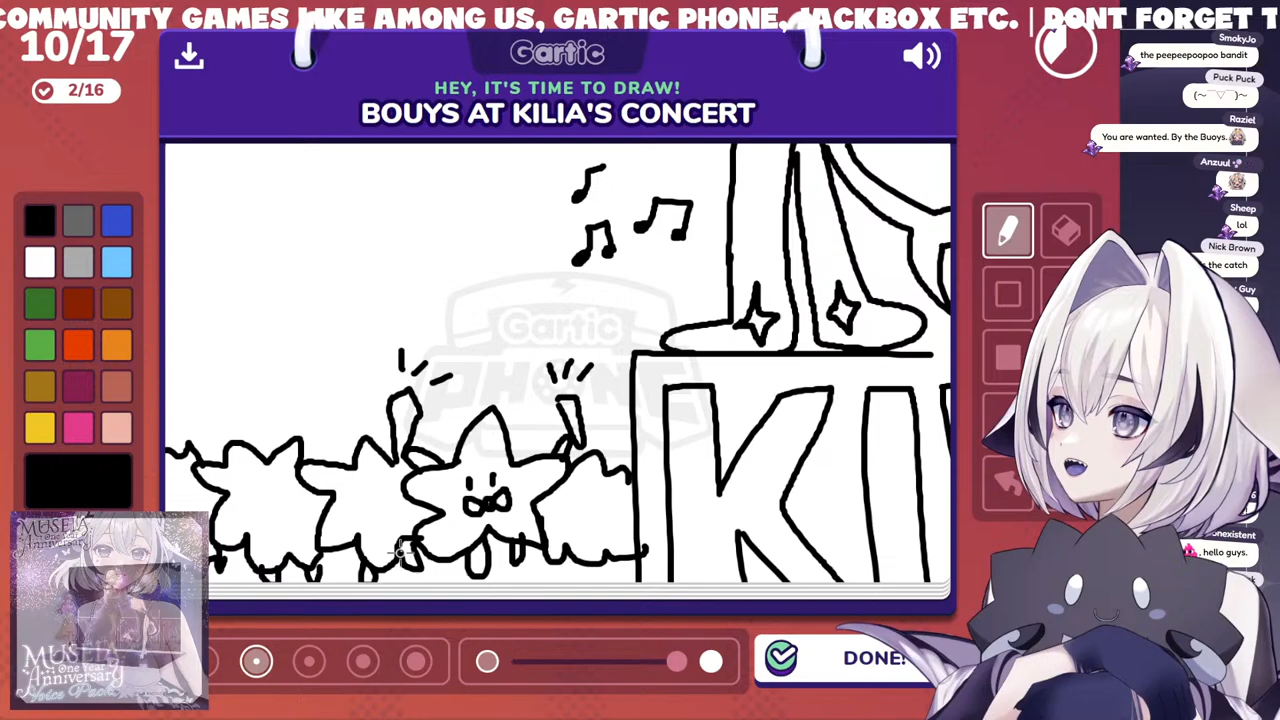 COMMUNITY GAMES LIKE AMONG US, GARTIC PHONE, JACKBOX ETC. | DONT FORGET T
10/17
2/16
Gartic
HEY, IT'S TIME TO DRAW!
BOUYS AT KILIA'S CONCERT
Gartic
PHONE
KI
DONE!
SmokyJo
the peepeepoopoo bandit
Puck Puck
Raziel
You are wanted. By the Buoys.
Anzuul
Sheep
lol
Nick Brown
the catch
Guy
onexistent
, hello guys.
MUSEIA
One Year
Anniversary
MUSEIA
One Year
Anniversary
Voice Pack